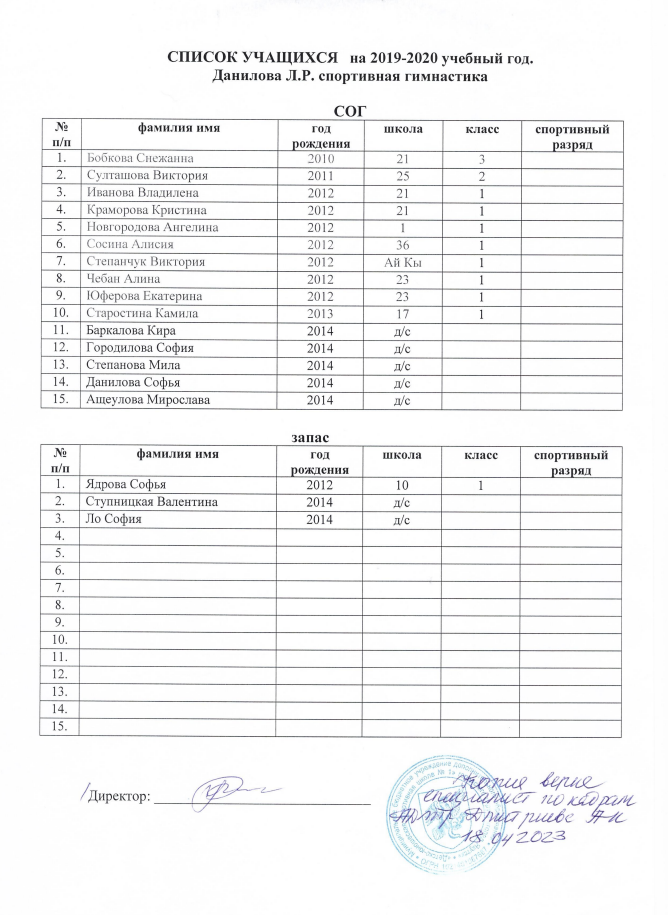 СПИСОК УЧАЩИХСЯ на 2019-2020 учебный год.
Данилова Л.Р. спортивная гимнастика
СОГ
№ п/п фамилия имя год рождения школа класс спортивный разряд
1. Бобкова Снежанна 2010 21 3
2. Султашова Виктория 2011 25 2
3. Иванова Владилена 2012 21 1
4. Краморова Кристина 2012 21 1
5. Новгородова Ангелина 2012 1 1
6. Сосина Алисия 2012 36 1
7. Степанчук Виктория 2012 Ай Кы 1
8. Чебан Алина 2012 23 1
9. Юферова Екатерина 2012 23 1
10. Старостина Камила 2013 17 1
11. Баркалова Кира 2014 д/с
12. Городилова София 2014 д/с
13. Степанова Мила 2014 д/с
14. Данилова Софья 2014 д/с
15. Ащеулова Мирослава 2014 д/с
запас
№ п/п фамилия имя год рождения школа класс спортивный разряд
1. Ядрова Софья 2012 10 1
2. Ступницкая Валентина 2014 д/с
3. Ло София 2014 д/с
4.
5.
6.
7.
8.
9.
10.
11.
12.
13.
14.
15.
Директор:
Копия верна
специалист по кадрам
Дмитриева А.Н
18.04.2023